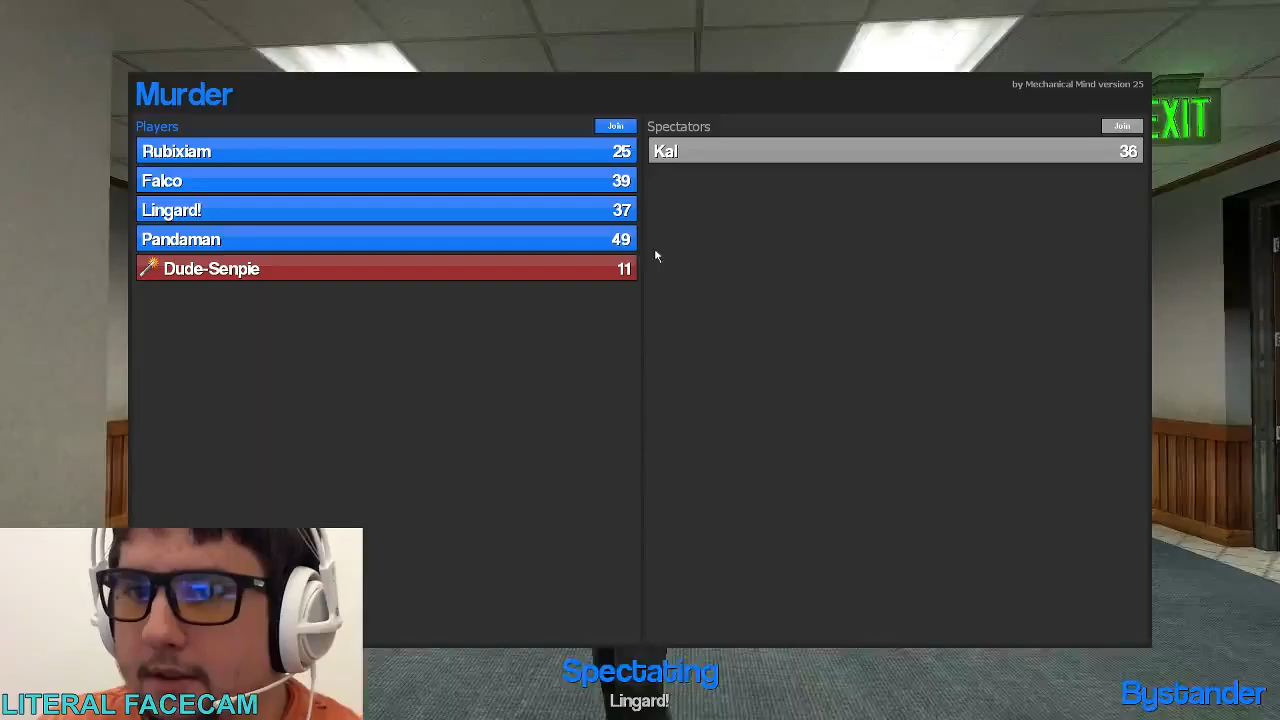 Murder
by Mechanical Mind version 25
Players
Join
Spectators
Join
Rubixiam 25
Kal 36
Falco 39
Lingard! 37
Pandaman 49
Dude-Senpie 11
EXIT
Spectating
Lingard!
Bystander
LITERAL FACECAM